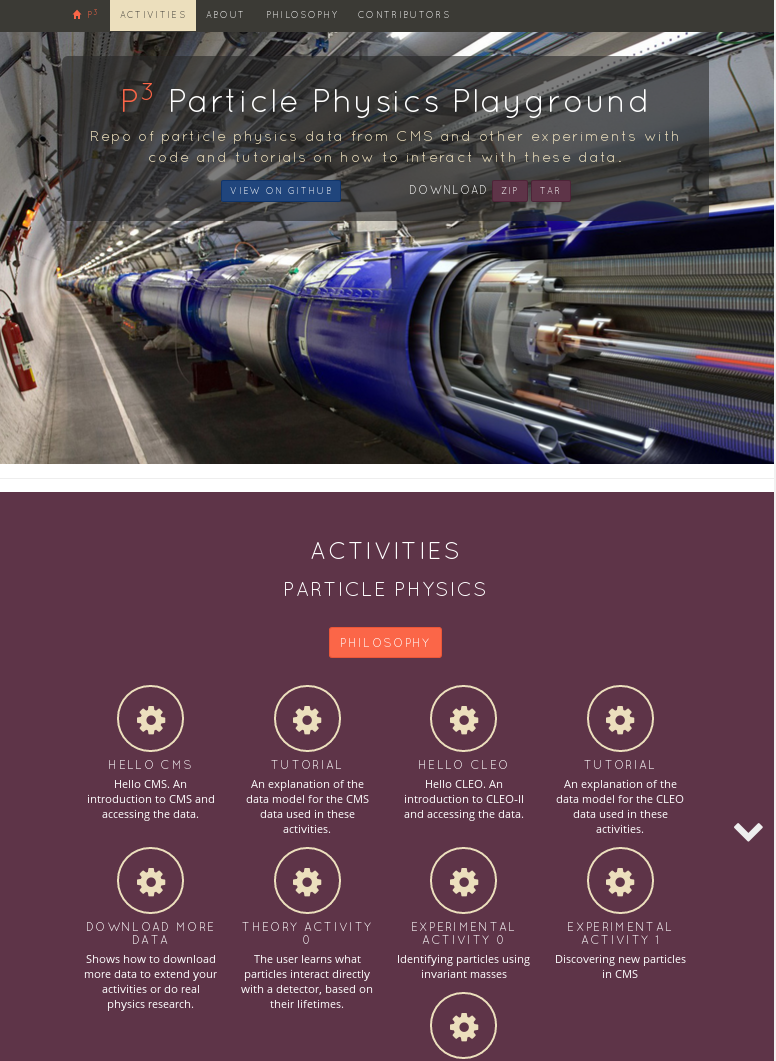 P³ ACTIVITIES ABOUT PHILOSOPHY CONTRIBUTORS
P³ Particle Physics Playground
Repo of particle physics data from CMS and other experiments with
code and tutorials on how to interact with these data.
VIEW ON GITHUP DOWNLOAD ZIP TAR
ACTIVITIES
PARTICLE PHYSICS
PHILOSOPHY
HELLO CMS
Hello CMS. An
introduction to CMS and
accessing the data.
TUTORIAL
An explanation of the
data model for the CMS
data used in these
activities.
HELLO CLEO
Hello CLEO. An
introduction to CLEO-II
and accessing the data.
TUTORIAL
An explanation of the
data model for the CLEO
data used in these
activities.
DOWNLOAD MORE
DATA
Shows how to download
more data to extend your
activities or do real
physics research.
THEORY ACTIVITY
0
The user learns what
particles interact directly
with a detector, based on
their lifetimes.
EXPERIMENTAL
ACTIVITY 0
Identifying particles using
invariant masses
EXPERIMENTAL
ACTIVITY 1
Discovering new particles
in CMS